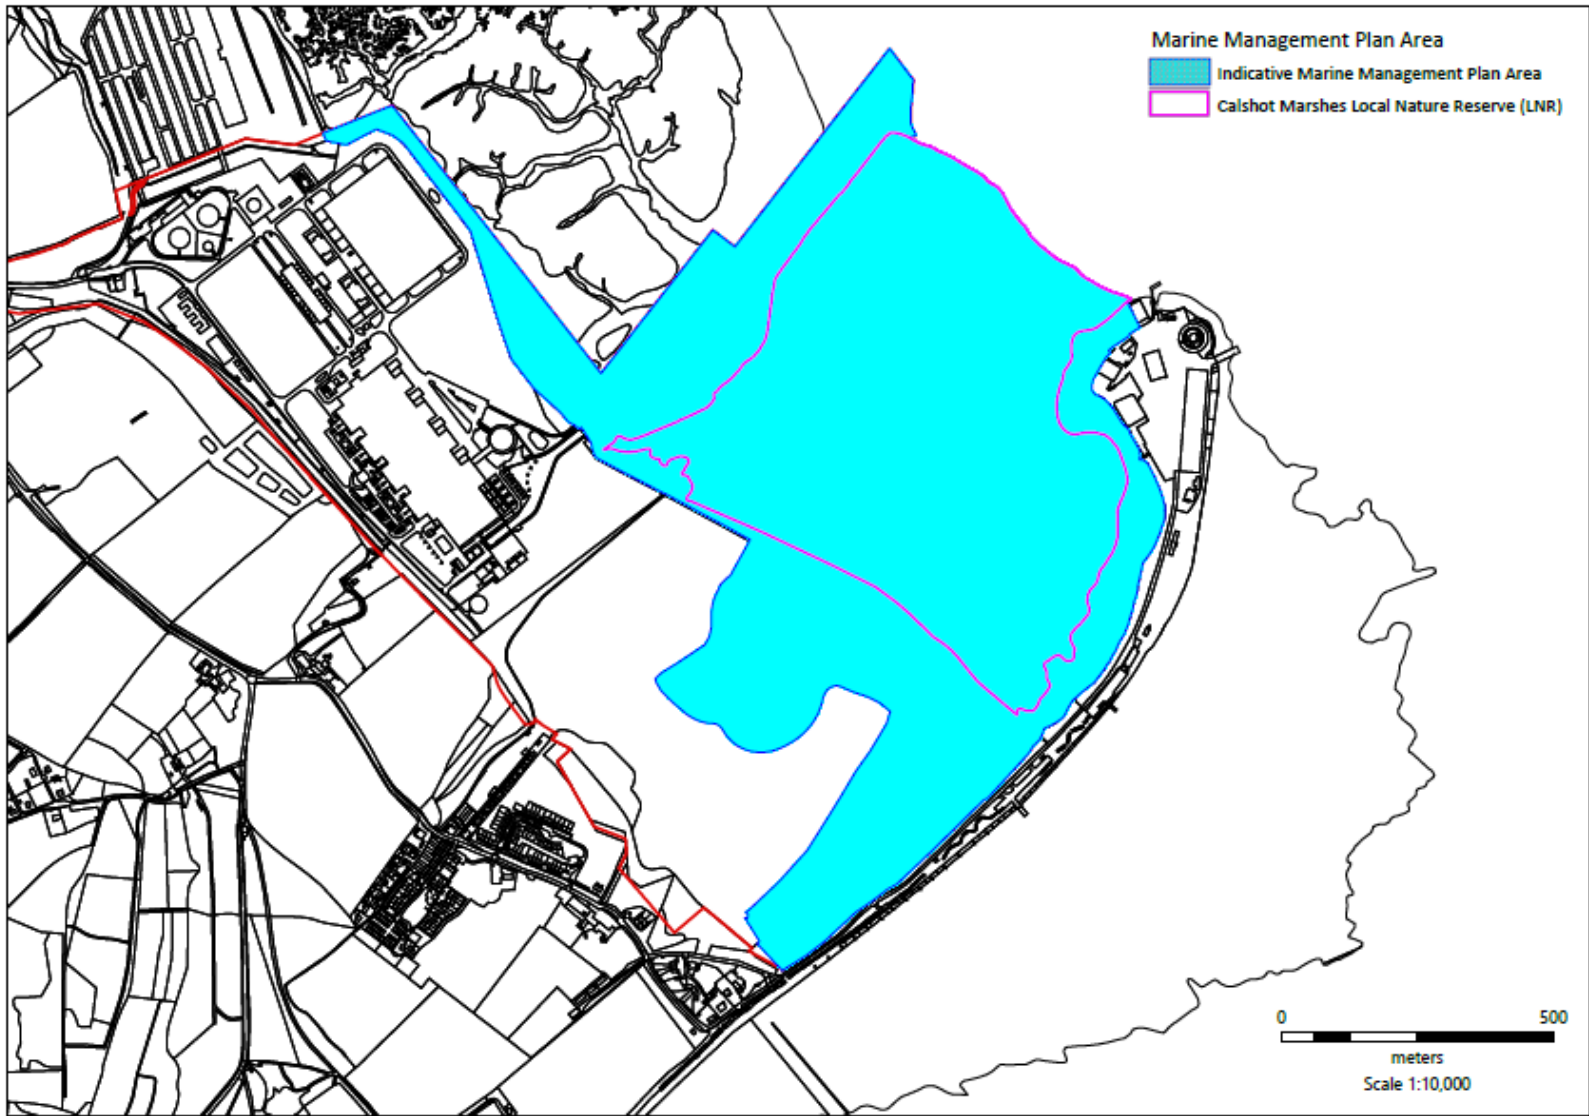 Marine Management Plan Area
Indicative Marine Management Plan Area
Calshot Marshes Local Nature Reserve (LNR)
0 500
meters
Scale 1:10,000